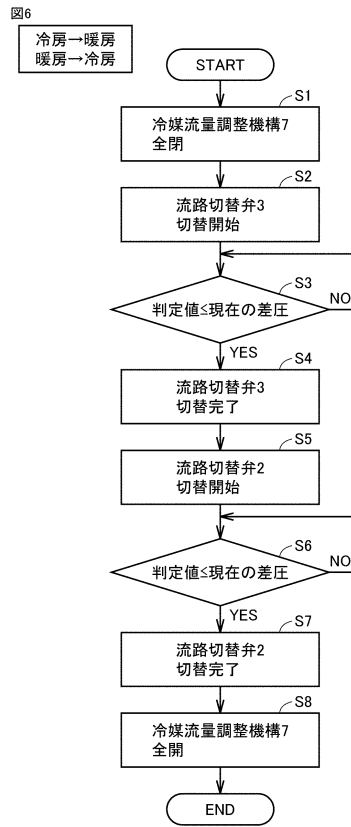 図6
冷房→暖房
暖房→冷房
START
S1
冷媒流量調整機構7
全閉
S2
流路切替弁3
切替開始
S3
判定値≤現在の差圧
NO
YES
S4
流路切替弁3
切替完了
S5
流路切替弁2
切替開始
S6
判定値≤現在の差圧
NO
YES
S7
流路切替弁2
切替完了
S8
冷媒流量調整機構7
全開
END